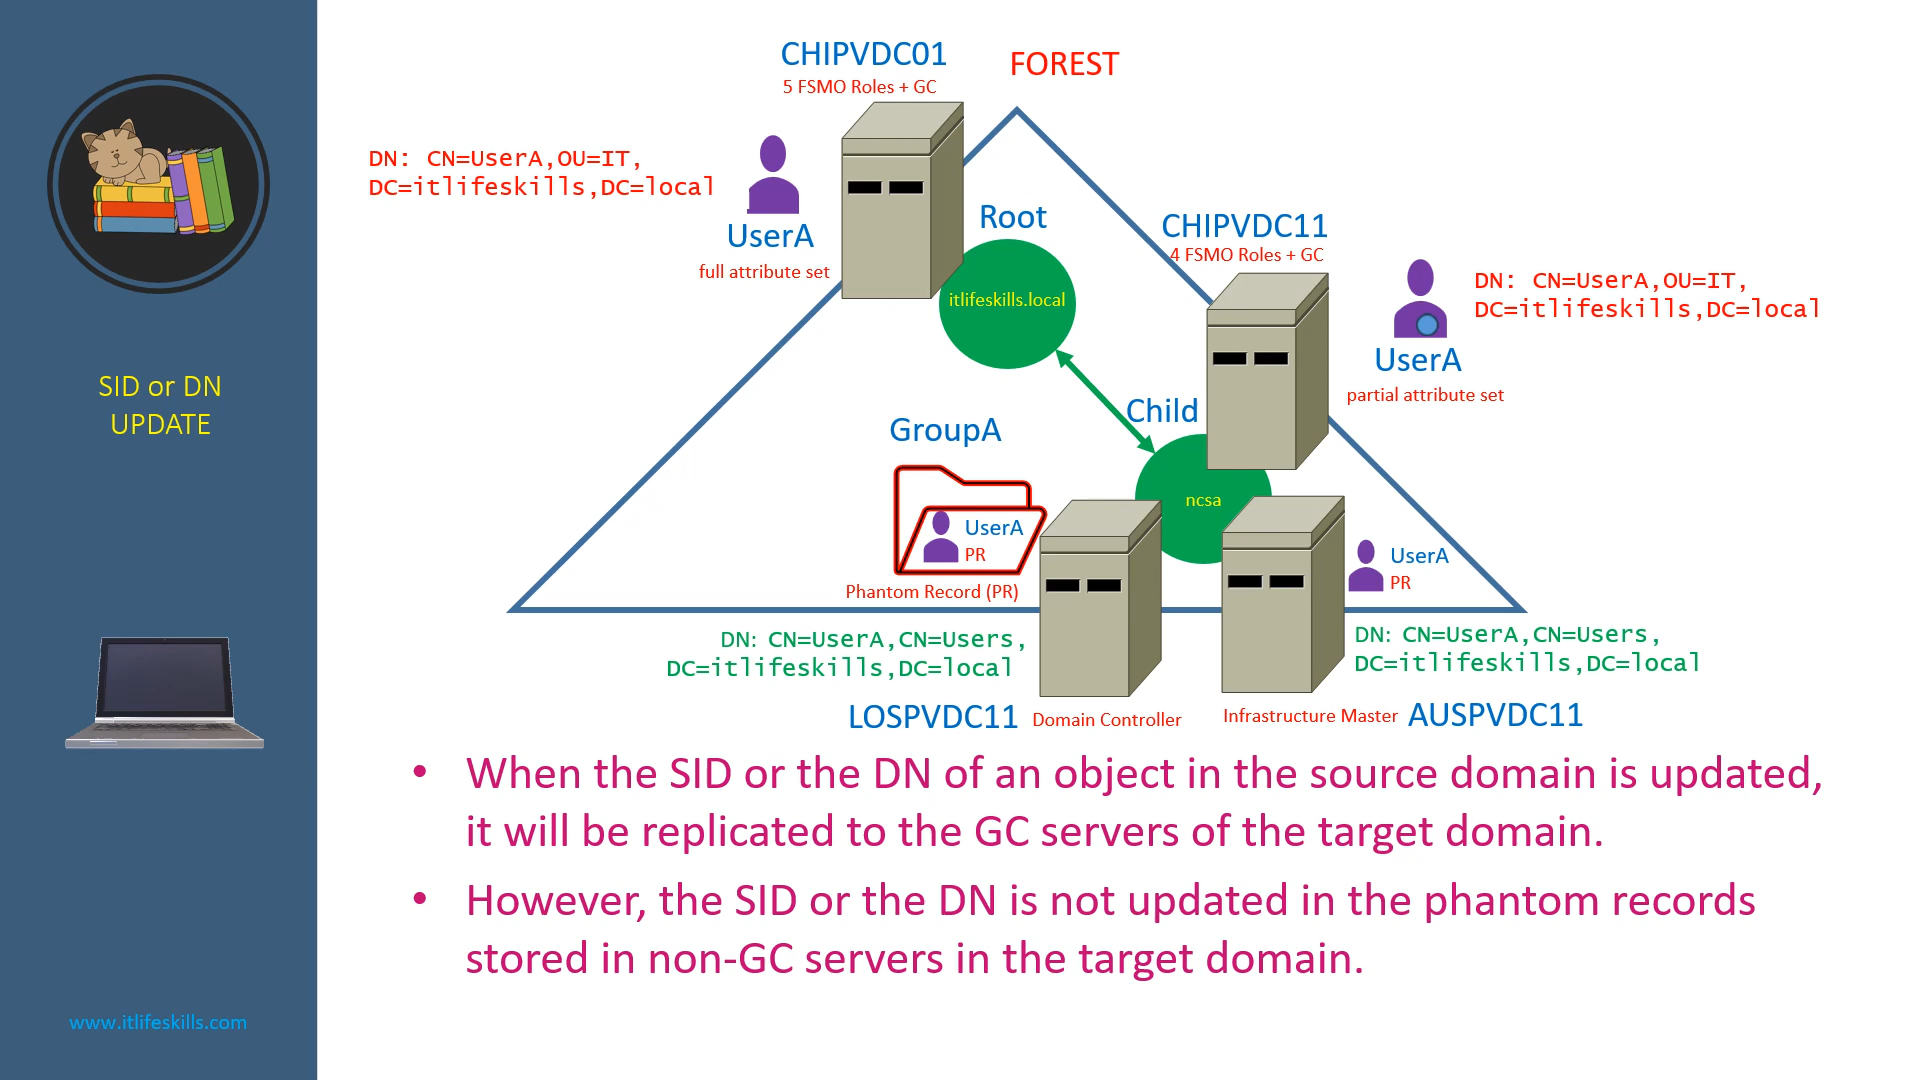 SID or DN
UPDATE
www.itlifeskills.com
CHIPVDC01
5 FSMO Roles + GC
FOREST
DN: CN=UserA,OU=IT,
DC=itlifeskills,DC=local
UserA
full attribute set
Root
itlifeskills.local
CHIPVDC11
4 FSMO Roles + GC
DN: CN=UserA,OU=IT,
DC=itlifeskills,DC=local
UserA
partial attribute set
Child
ncsa
GroupA
UserA
PR
Phantom Record (PR)
UserA
PR
DN: CN=UserA,CN=Users,
DC=itlifeskills,DC=local
DN: CN=UserA,CN=Users,
DC=itlifeskills,DC=local
LOSPVDC11 Domain Controller
Infrastructure Master AUSPVDC11
• When the SID or the DN of an object in the source domain is updated,
it will be replicated to the GC servers of the target domain.
• However, the SID or the DN is not updated in the phantom records
stored in non-GC servers in the target domain.